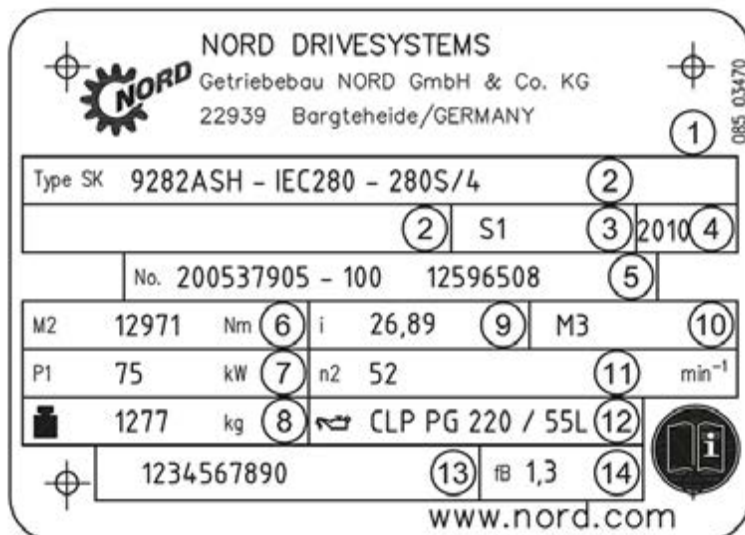 NORD DRIVESYSTEMS
NORD
Getriebebau NORD GmbH & Co. KG
22939 Bargteheide/GERMANY
085 03470
1
Type SK 9282ASH - IEC280 - 280S/4 2
2 S1 3 2010 4
No. 200537905 - 100 12596508 5
M2 12971 Nm 6 i 26,89 9 M3 10
P1 75 kW 7 n2 52 11 min⁻¹
1277 kg 8 CLP PG 220 / 55L 12
i
1234567890 13 fB 1,3 14
www.nord.com